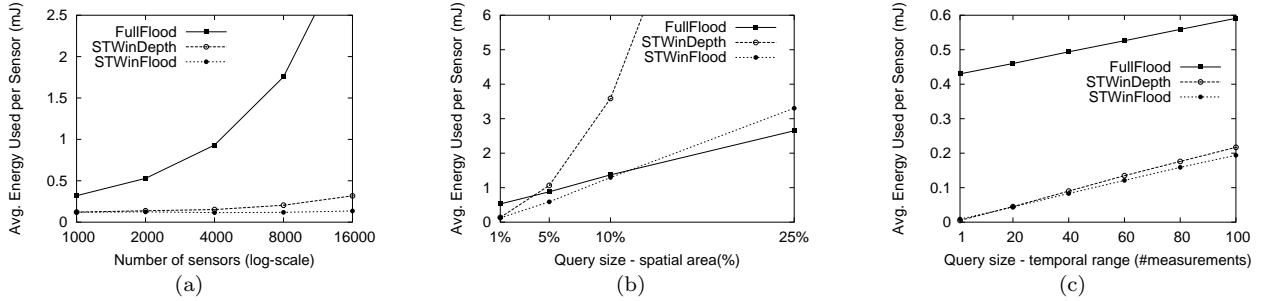 Avg. Energy Used per Sensor (mJ)
2.5
2
1.5
1
0.5
0
FullFlood
STWinDepth
STWinFlood
1000 2000 4000 8000 16000
Number of sensors (log-scale)
(a)
Avg. Energy Used per Sensor (mJ)
6
5
4
3
2
1
0
FullFlood
STWinDepth
STWinFlood
1% 5% 10% 25%
Query size - spatial area(%)
(b)
Avg. Energy Used per Sensor (mJ)
0.6
0.5
0.4
0.3
0.2
0.1
0
FullFlood
STWinDepth
STWinFlood
1 20 40 60 80 100
Query size - temporal range (#measurements)
(c)